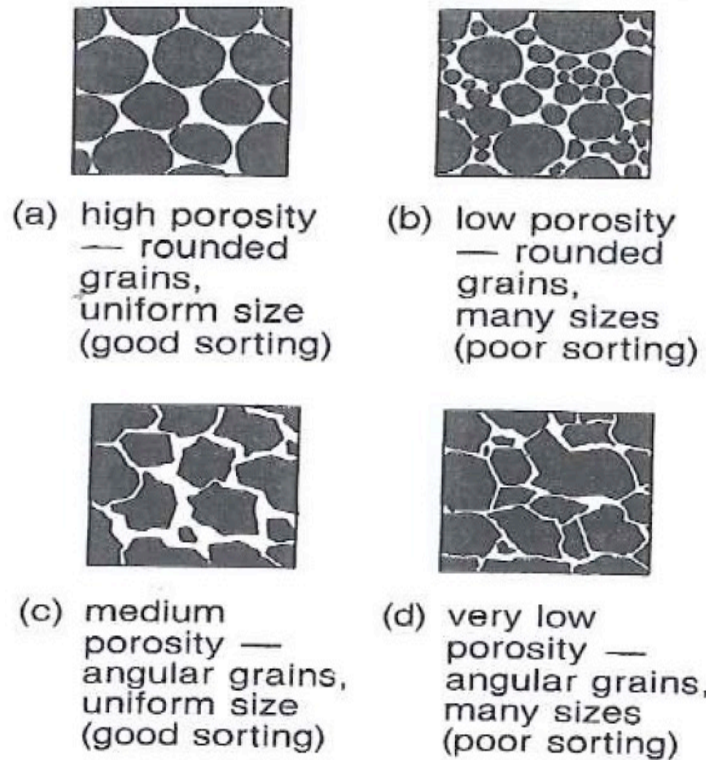 (a) high porosity
— rounded
grains,
uniform size
(good sorting)
(b) low porosity
— rounded
grains,
many sizes
(poor sorting)
(c) medium
porosity —
angular grains,
uniform size
(good sorting)
(d) very low
porosity —
angular grains,
many sizes
(poor sorting)